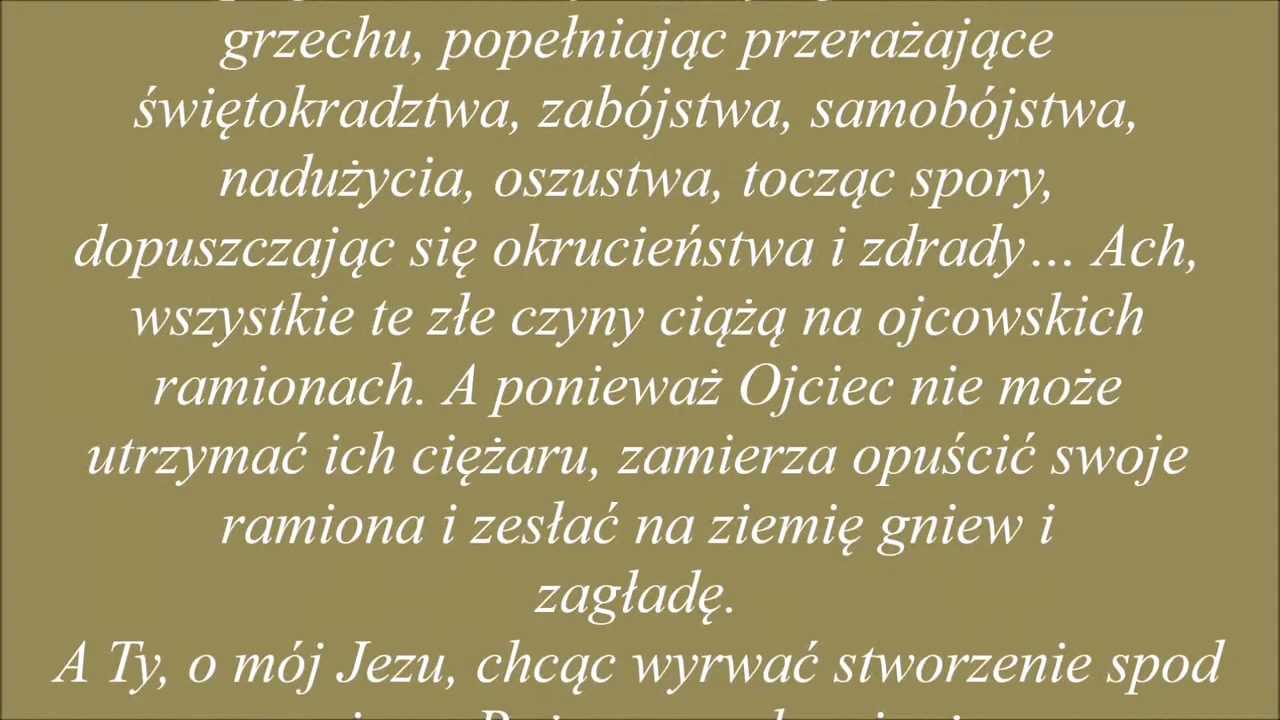 grzechu, popełniając przerażające
świętokradztwa, zabójstwa, samobójstwa,
nadużycia, oszustwa, tocząc spory,
dopuszczając się okrucieństwa i zdrady… Ach,
wszystkie te złe czyny ciążą na ojcowskich
ramionach. A ponieważ Ojciec nie może
utrzymać ich ciężaru, zamierza opuścić swoje
ramiona i zesłać na ziemię gniew i
zagładę.
A Ty, o mój Jezu, chcąc wyrwać stworzenie spod